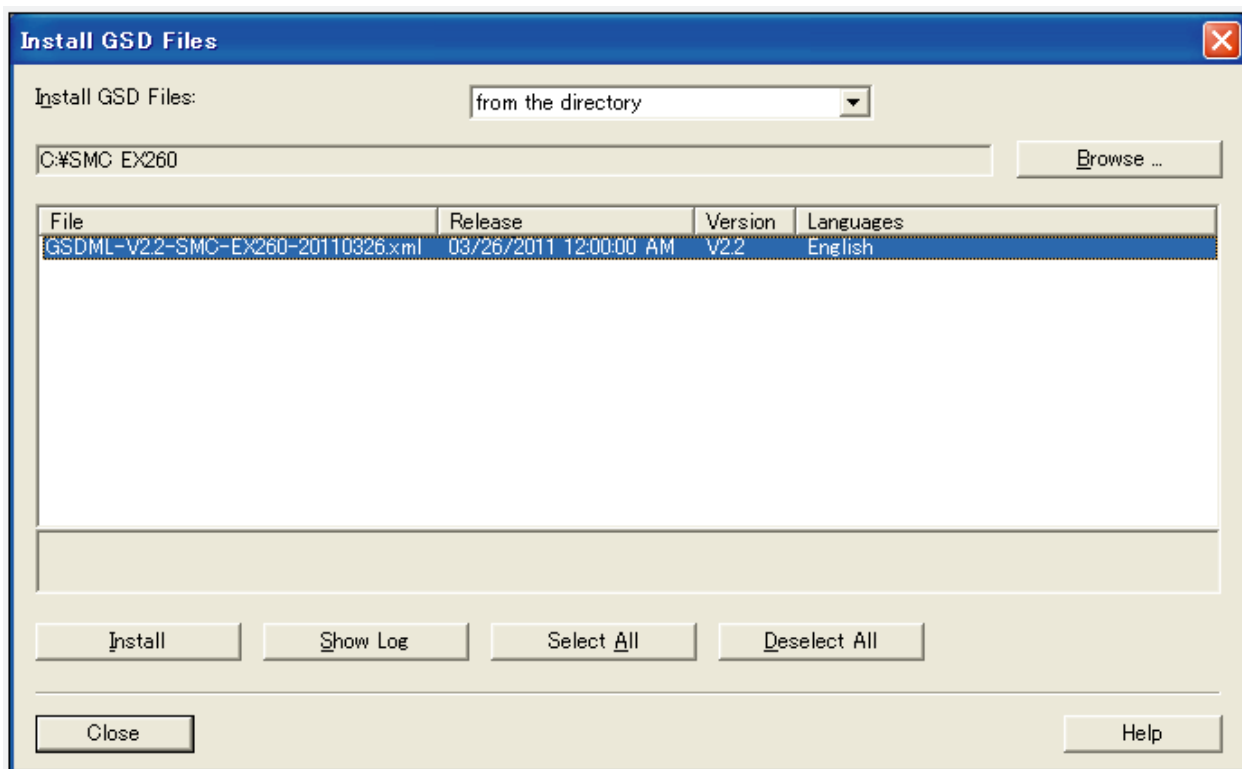 Install GSD Files
Install GSD Files:
from the directory
C:¥SMC EX260
Browse ...
File Release Version Languages
GSDML-V2.2-SMC-EX260-20110326.xml 03/26/2011 12:00:00 AM V2.2 English
Install Show Log Select All Deselect All
Close Help